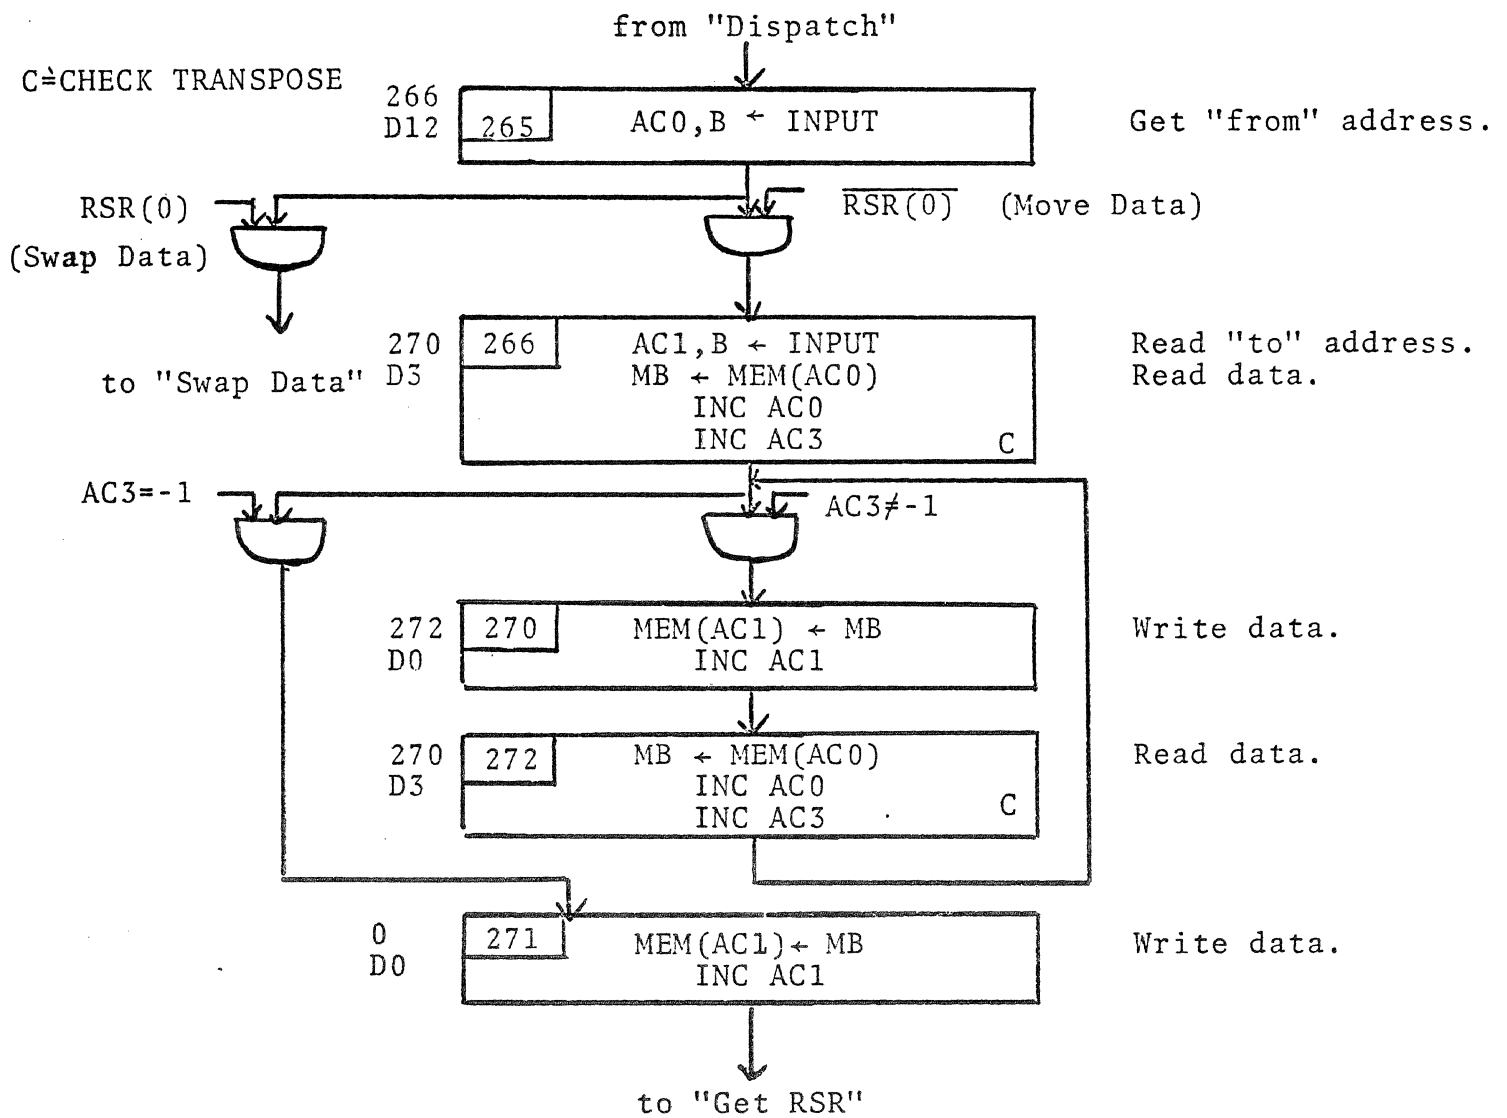 from "Dispatch"
C=CHECK TRANSPOSE
266
D12
265
AC0,B ← INPUT
Get "from" address.
RSR(0)
(Swap Data)
RSR(0) (Move Data)
to "Swap Data"
270
D3
266
AC1,B ← INPUT
MB ← MEM(AC0)
INC AC0
INC AC3
C
Read "to" address.
Read data.
AC3=-1
AC3≠-1
272
D0
270
MEM(AC1) ← MB
INC AC1
Write data.
270
D3
272
MB ← MEM(AC0)
INC AC0
INC AC3
C
Read data.
0
D0
271
MEM(AC1)← MB
INC AC1
Write data.
to "Get RSR"